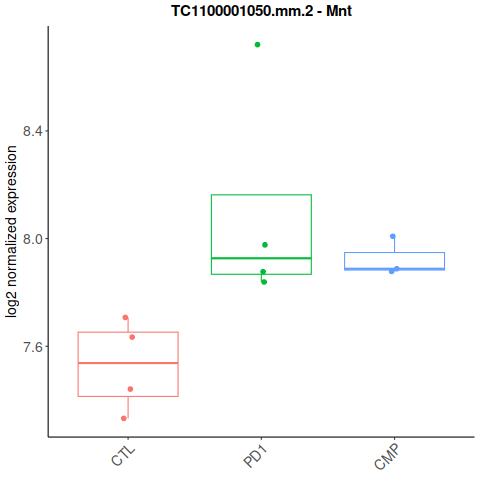 TC1100001050.mm.2 - Mnt
log2 normalized expression
8.4
8.0
7.6
CTL
PD1
CMP